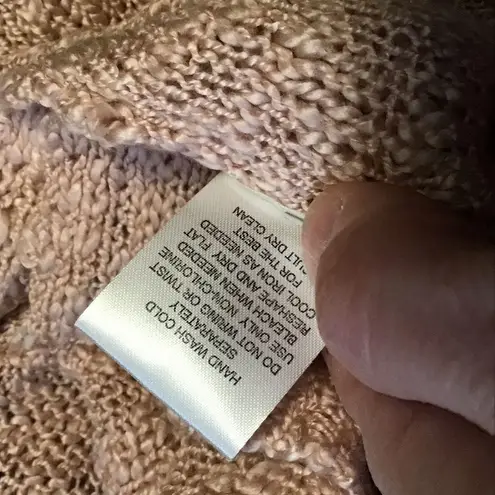 HAND WASH COLD
SEPARATELY
DO NOT WRING OR TWIST
USE ONLY NON-CHLORINE
BLEACH WHEN NEEDED
RESHAPE AND DRY FLAT
COOL IRON AS NEEDED
FOR THE BEST
ULT DRY CLEAN